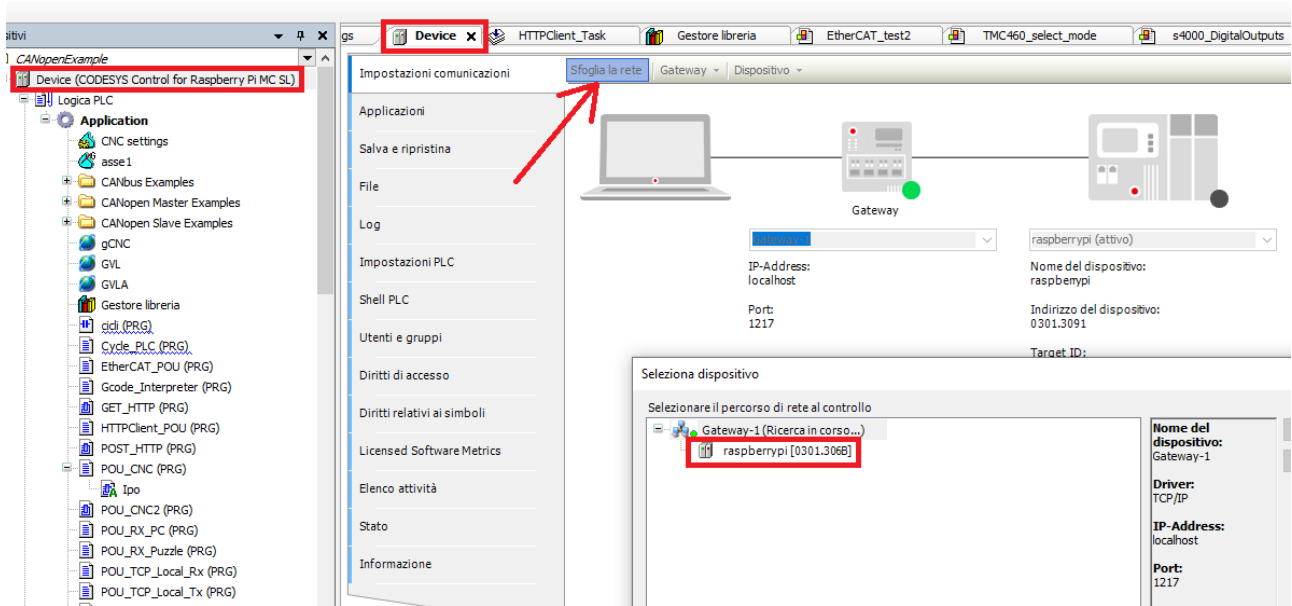 sitivi
CANopenExample
Device (CODESYS Control for Raspberry Pi MC SL)
Logica PLC
Application
CNC settings
asse1
CANbus Examples
CANopen Master Examples
CANopen Slave Examples
gCNC
GVL
GVLA
Gestore libreria
cicli (PRG)
Cycle_PLC (PRG)
EtherCAT_POU (PRG)
Gcode_Interpreter (PRG)
GET_HTTP (PRG)
HTTPClient_POU (PRG)
POST_HTTP (PRG)
POU_CNC (PRG)
Ipo
POU_CNC2 (PRG)
POU_RX_PC (PRG)
POU_RX_Puzzle (PRG)
POU_TCP_Local_Rx (PRG)
POU_TCP_Local_Tx (PRG)
gs Device HTTPClient_Task Gestore libreria EtherCAT_test2 TMC460_select_mode s4000_DigitalOutputs
Impostazioni comunicazioni
Applicazioni
Salva e ripristina
File
Log
Impostazioni PLC
Shell PLC
Utenti e gruppi
Diritti di accesso
Diritti relativi ai simboli
Licensed Software Metrics
Elenco attività
Stato
Informazione
Sfoglia la rete Gateway Dispositivo
Gateway
Gateway-1
IP-Address:
localhost
Port:
1217
raspberrypi (attivo)
Nome del dispositivo:
raspberrypi
Indirizzo del dispositivo:
0301.3091
Target ID:
Seleziona dispositivo
Selezionare il percorso di rete al controllo
Gateway-1 (Ricerca in corso...)
raspberrypi [0301.306B]
Nome del
dispositivo:
Gateway-1
Driver:
TCP/IP
IP-Address:
localhost
Port:
1217